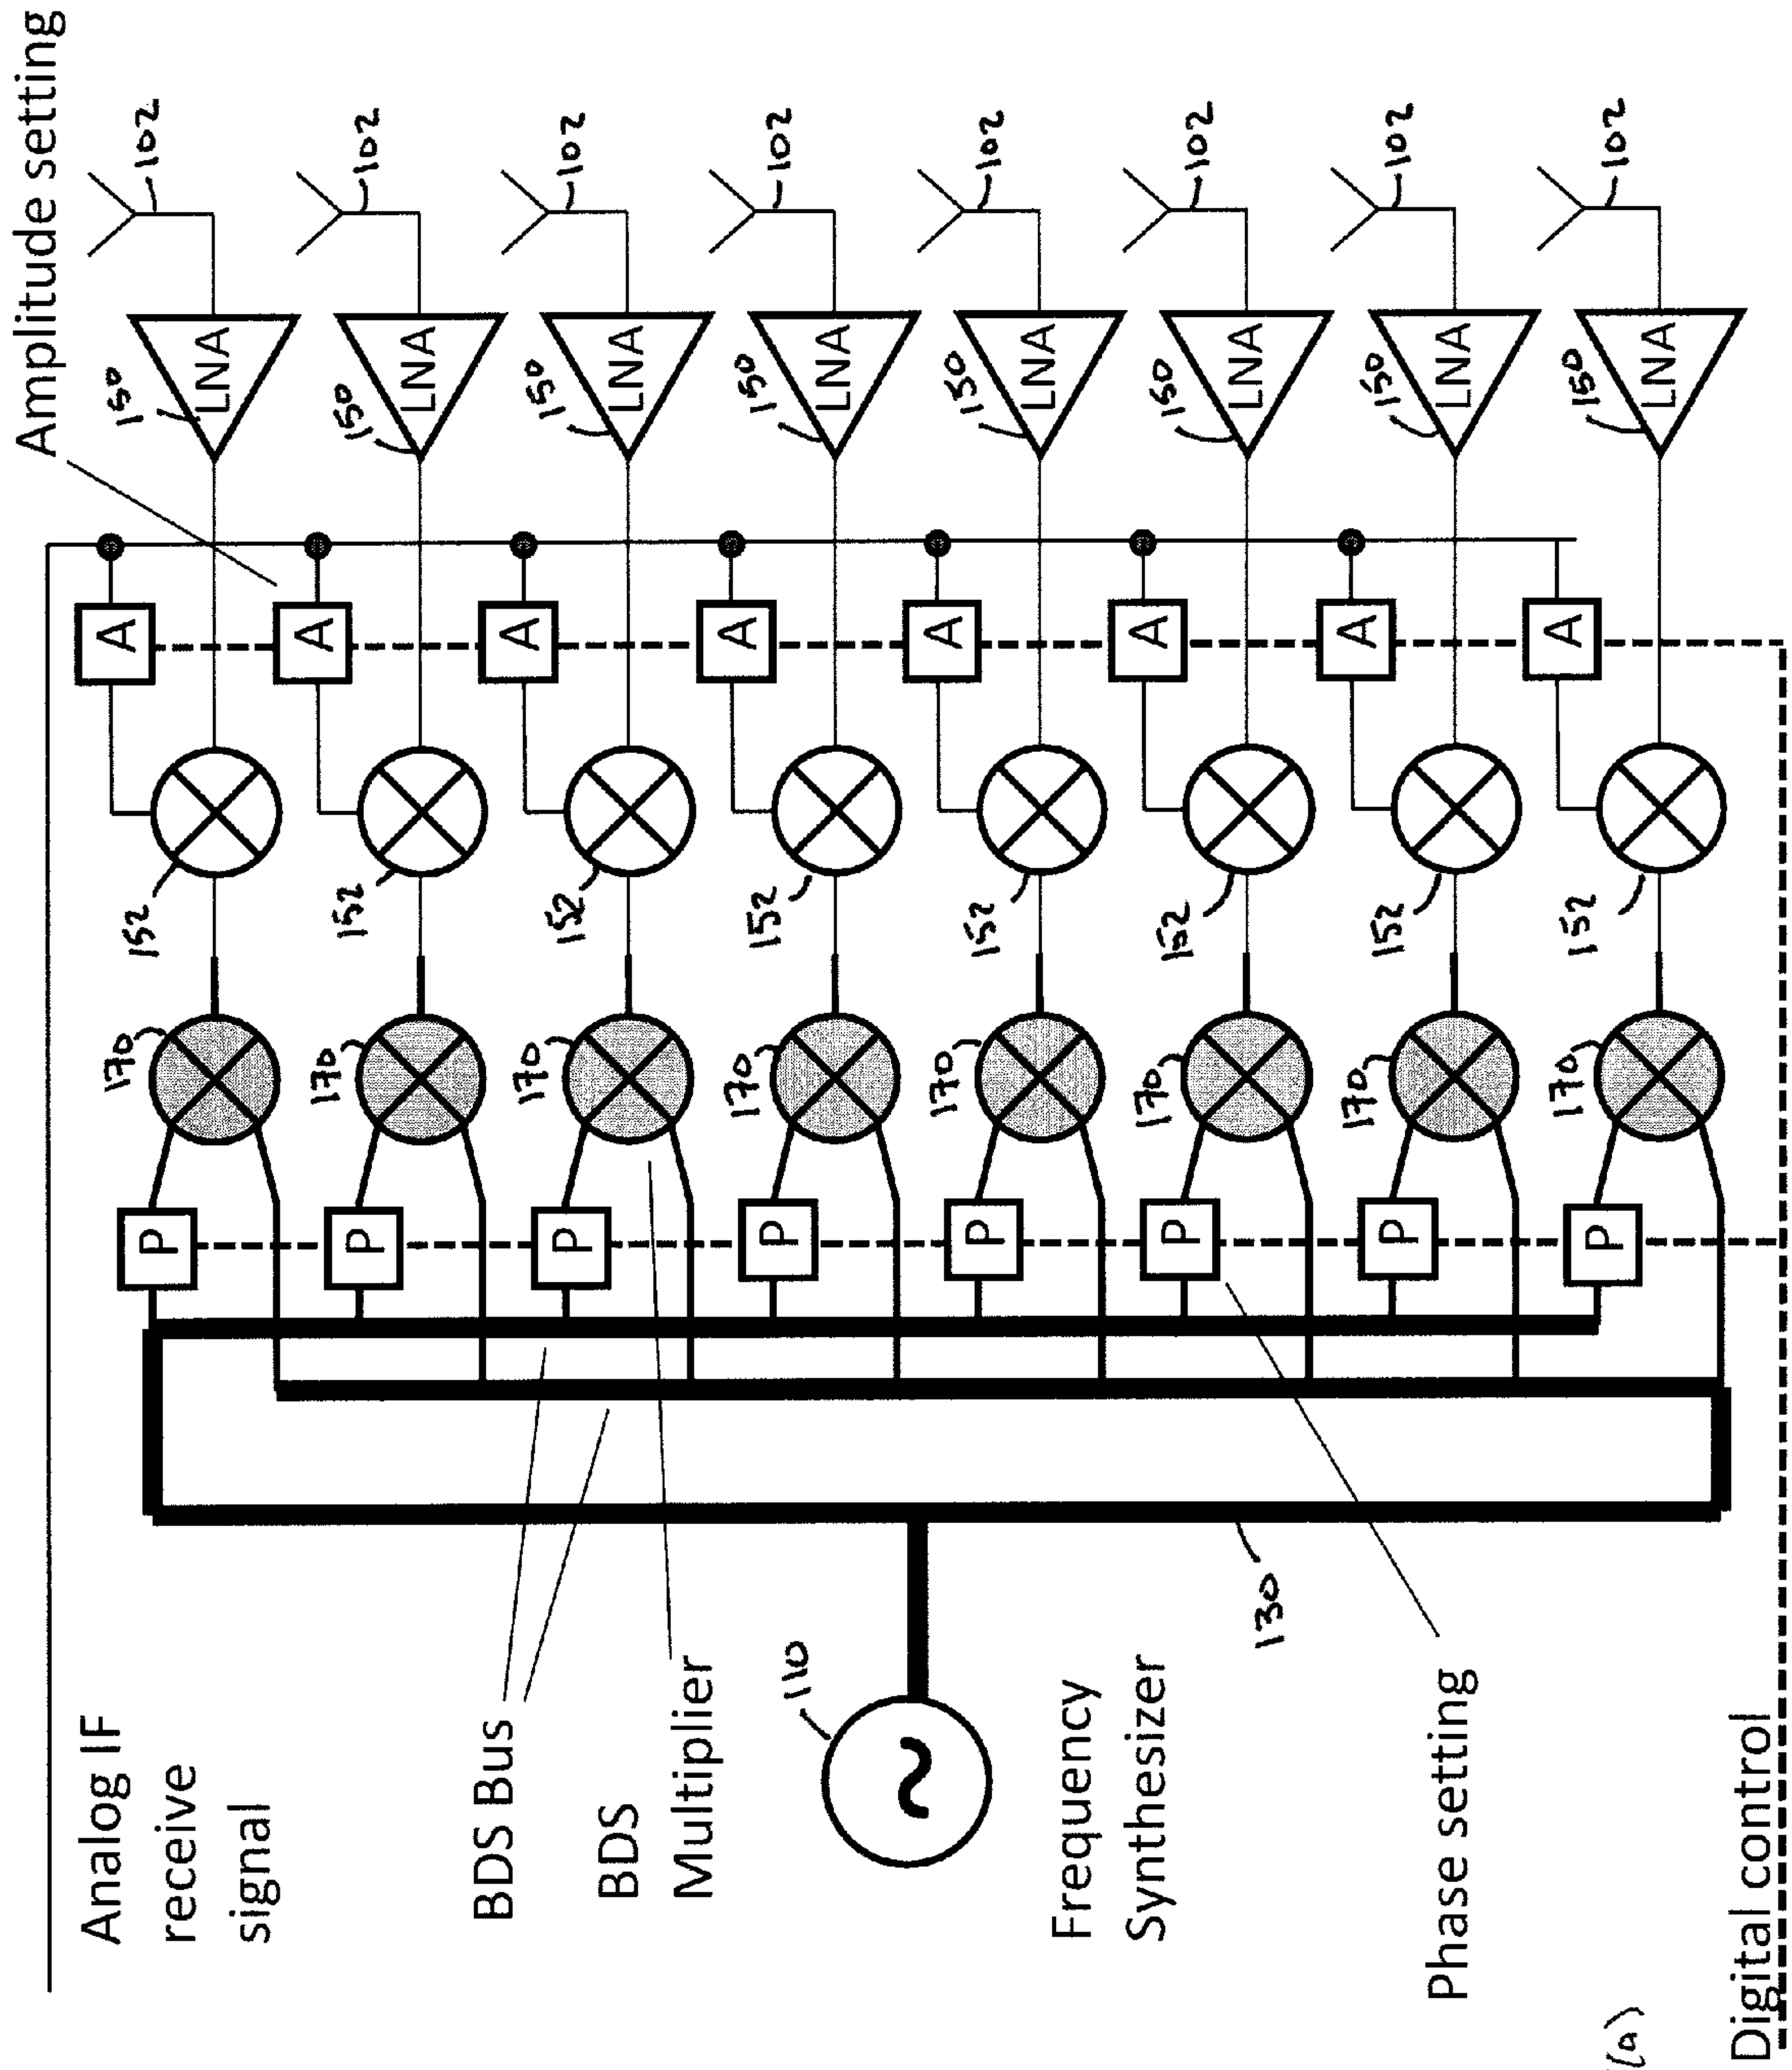 Amplitude setting
Analog IF
receive
signal
P
170
152
A
150
LNA
102
P
170
152
A
150
LNA
102
BDS Bus
P
170
152
A
150
LNA
102
BDS
Multiplier
P
170
152
A
150
LNA
102
110
P
170
152
A
150
LNA
102
Frequency
Synthesizer
P
170
152
A
150
LNA
102
130
P
170
152
A
150
LNA
102
Phase setting
P
170
152
A
150
LNA
102
(a)
Digital control